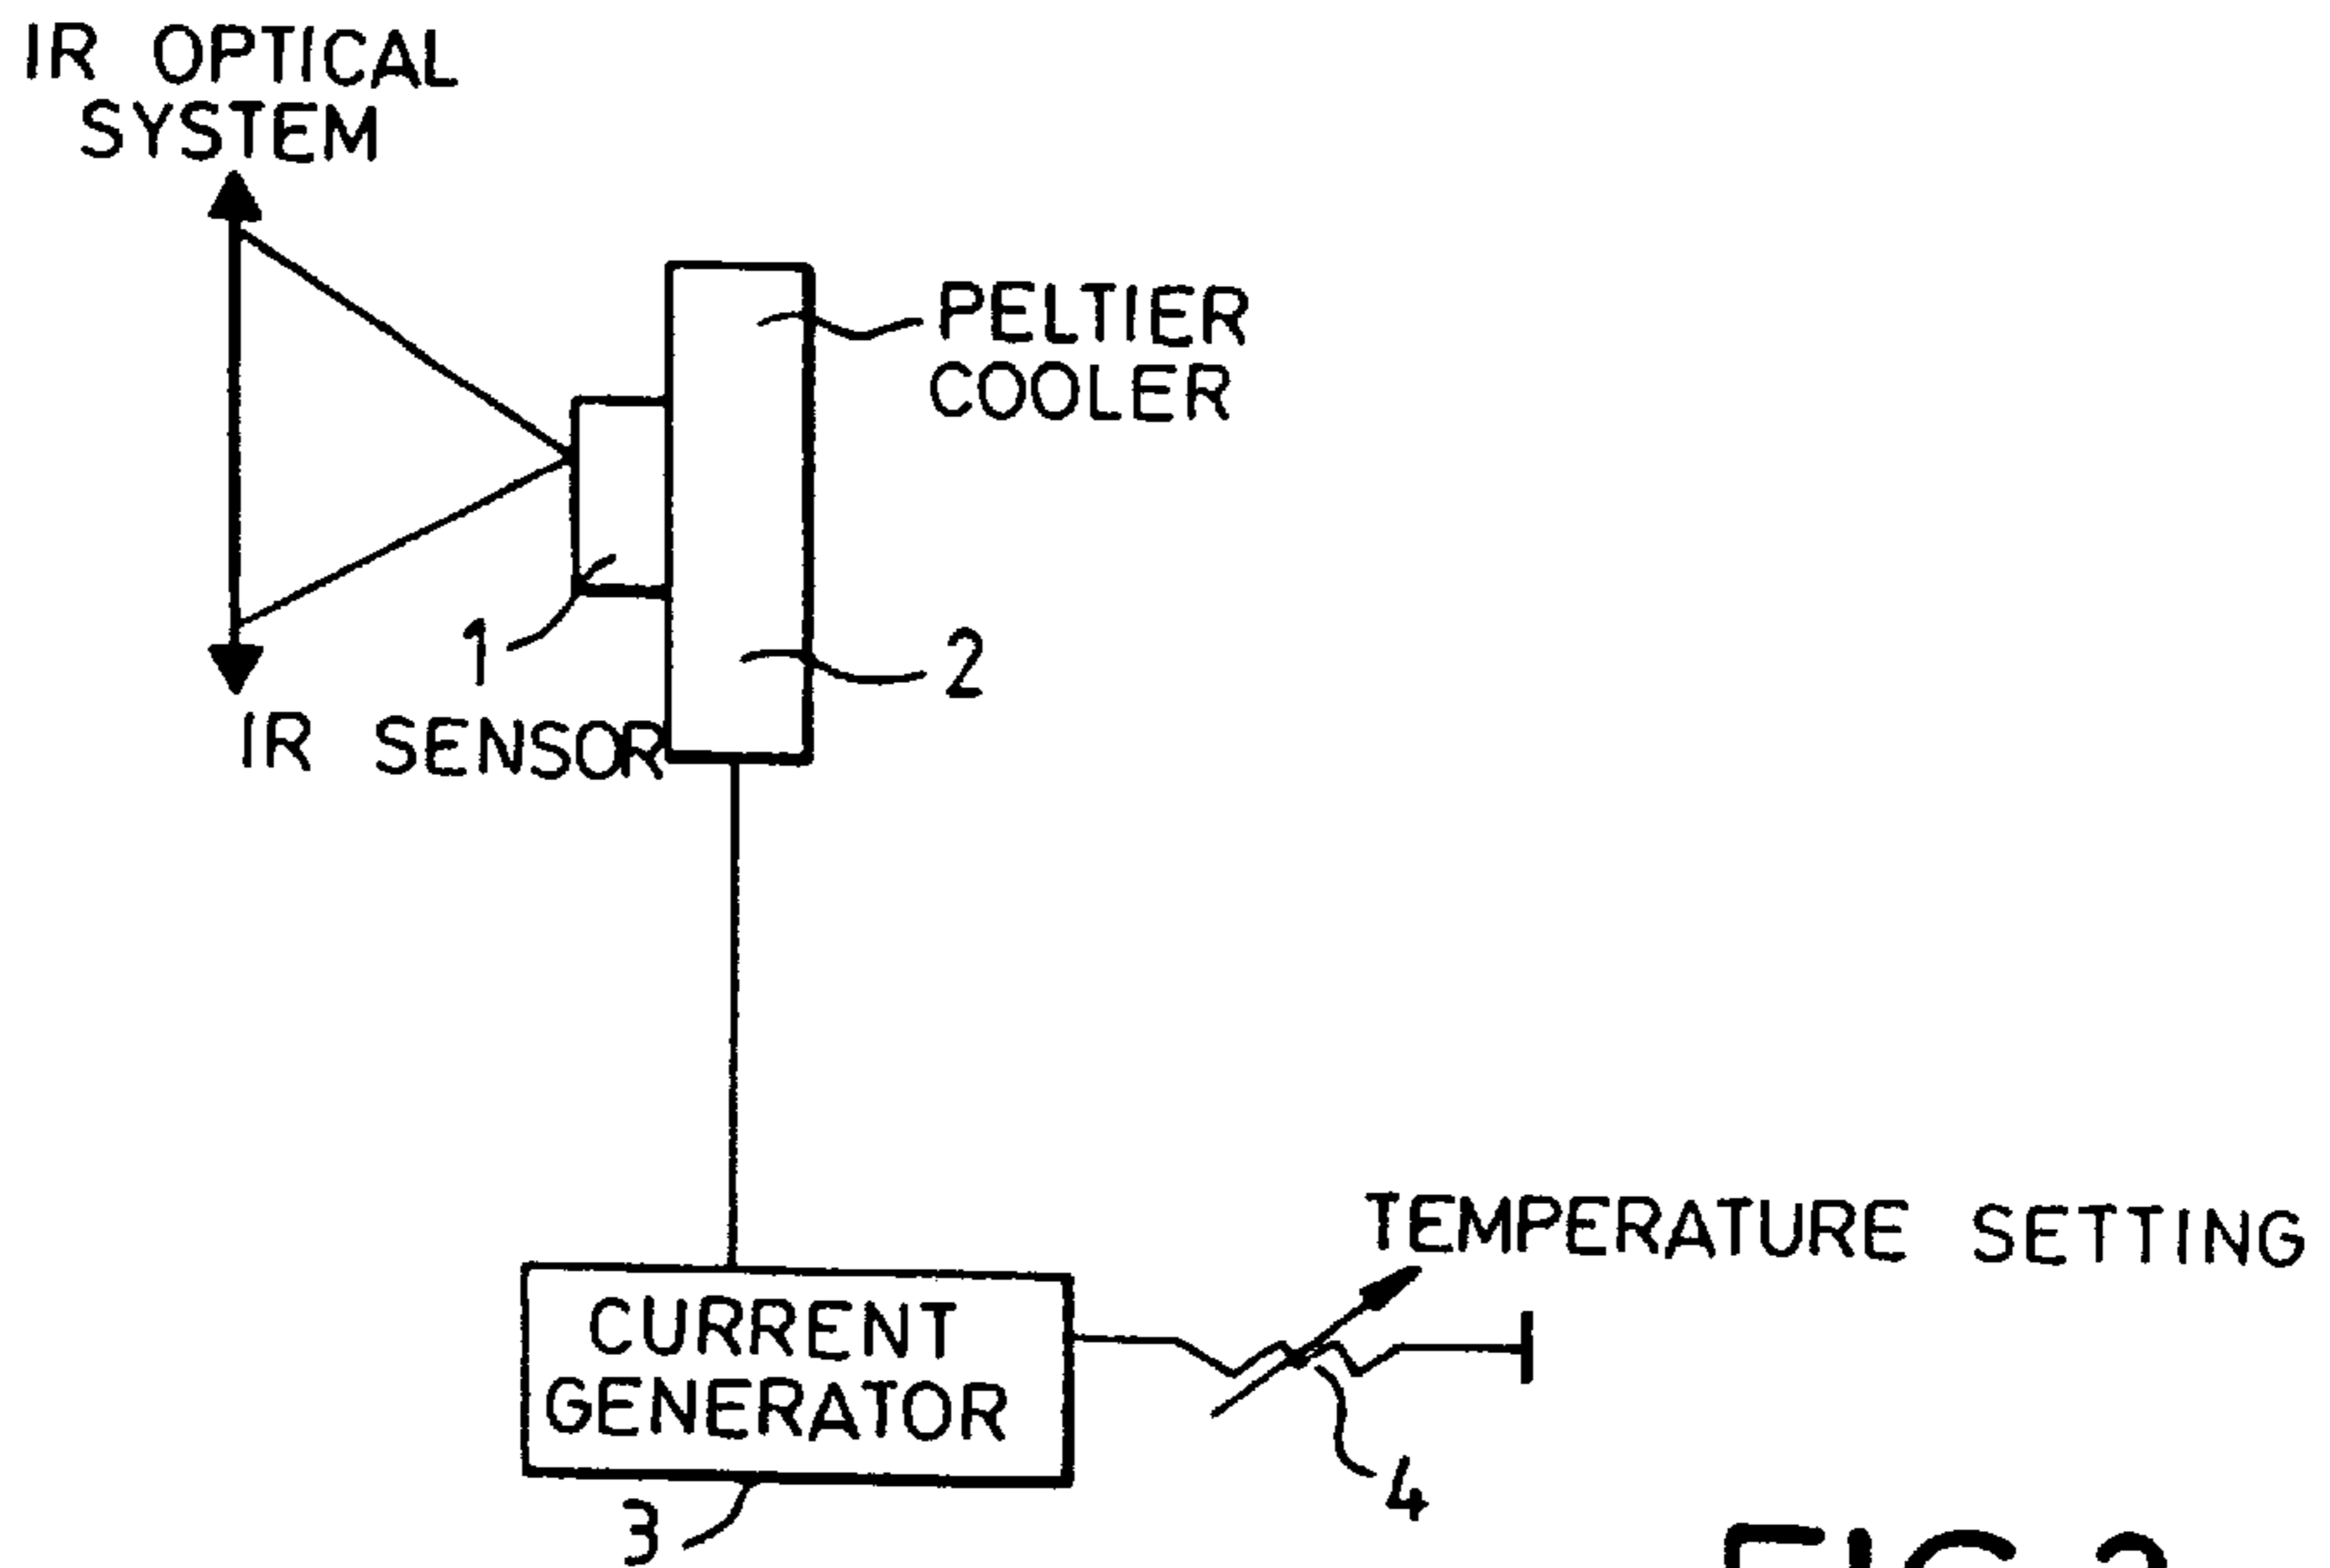 IR OPTICAL
SYSTEM
PELTIER
COOLER
1
2
IR SENSOR
TEMPERATURE SETTING
CURRENT
GENERATOR
4
3